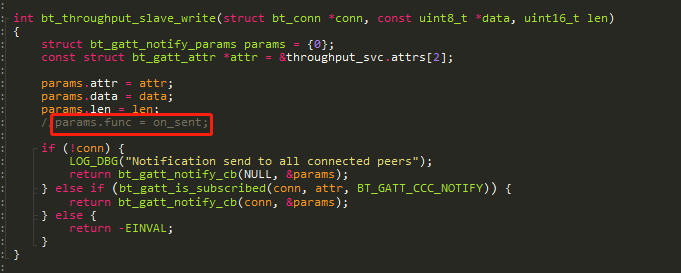 int bt_throughput_slave_write(struct bt_conn *conn, const uint8_t *data, uint16_t len)
{
struct bt_gatt_notify_params params = {0};
const struct bt_gatt_attr *attr = &throughput_svc.attrs[2];
params.attr = attr;
params.data = data;
params.len = len;
//params.func = on_sent;
if (!conn) {
LOG_DBG("Notification send to all connected peers");
return bt_gatt_notify_cb(NULL, &params);
} else if (bt_gatt_is_subscribed(conn, attr, BT_GATT_CCC_NOTIFY)) {
return bt_gatt_notify_cb(conn, &params);
} else {
return -EINVAL;
}
}